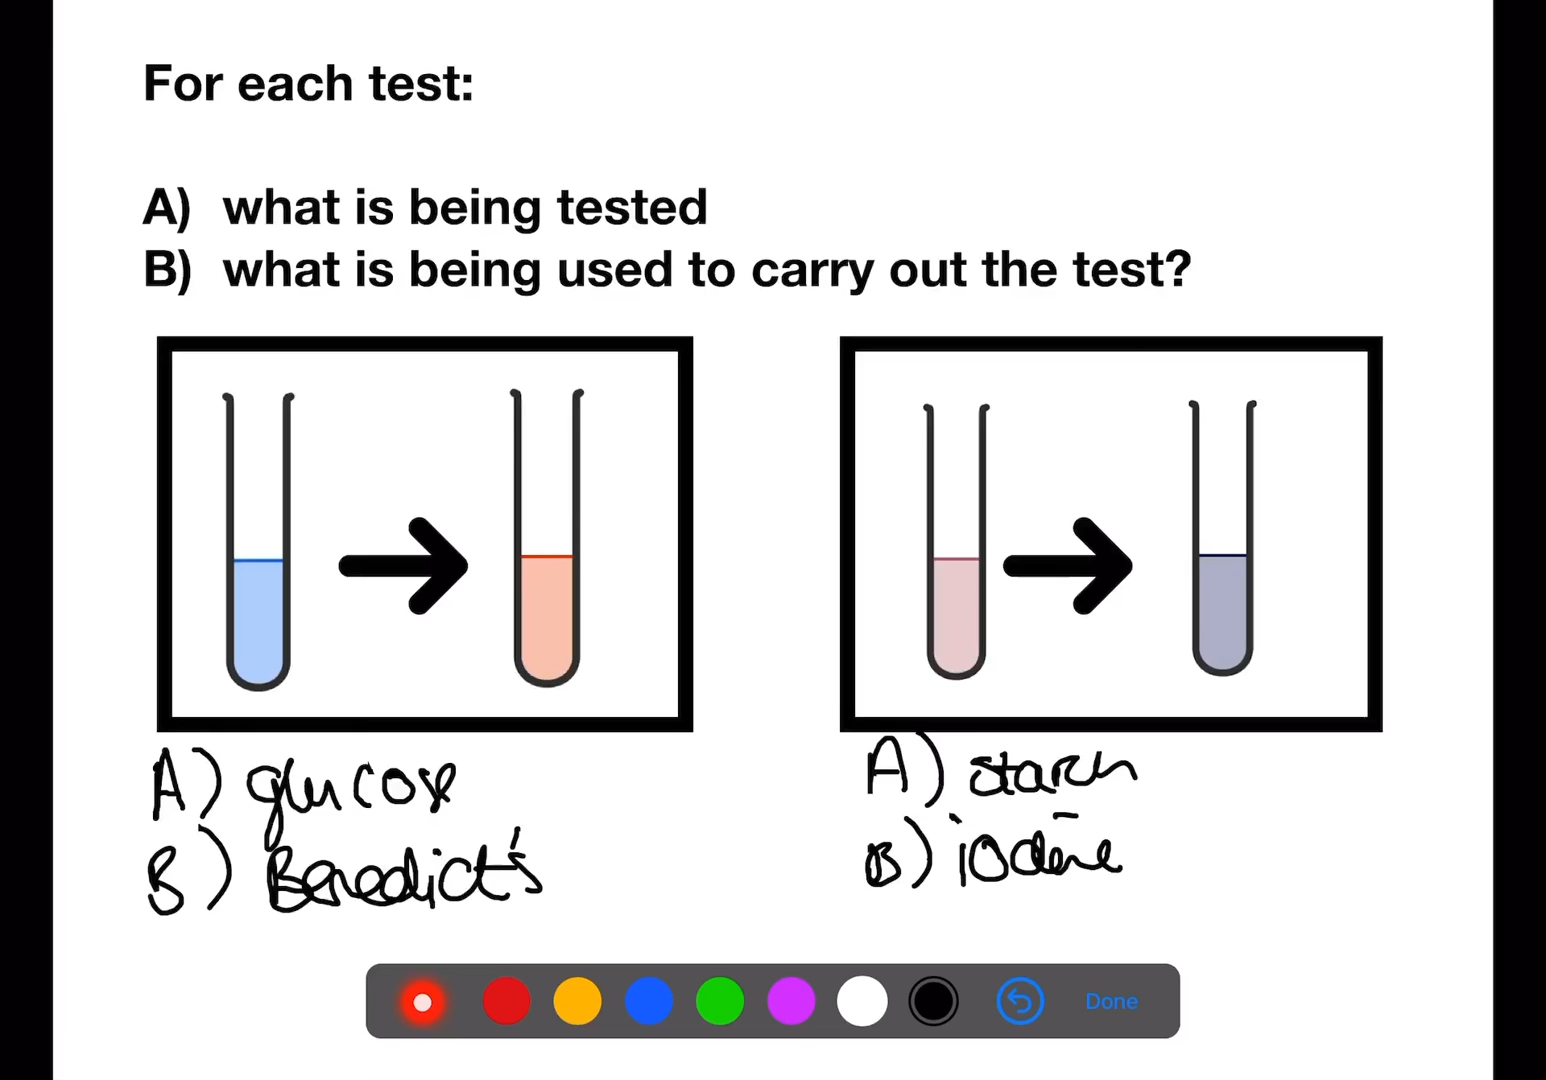 For each test:
A) what is being tested
B) what is being used to carry out the test?
A) glucose
B) Benedict's
A) starch
B) iodine
Done